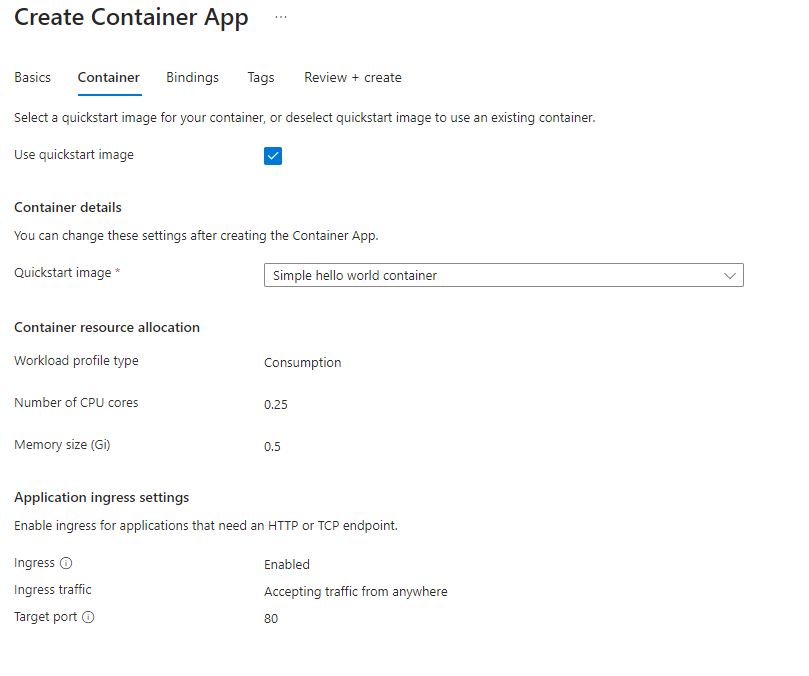 Create Container App ...
Basics Container Bindings Tags Review + create
Select a quickstart image for your container, or deselect quickstart image to use an existing container.
Use quickstart image
Container details
You can change these settings after creating the Container App.
Quickstart image * Simple hello world container
Container resource allocation
Workload profile type Consumption
Number of CPU cores 0.25
Memory size (Gi) 0.5
Application ingress settings
Enable ingress for applications that need an HTTP or TCP endpoint.
Ingress Enabled
Ingress traffic Accepting traffic from anywhere
Target port 80